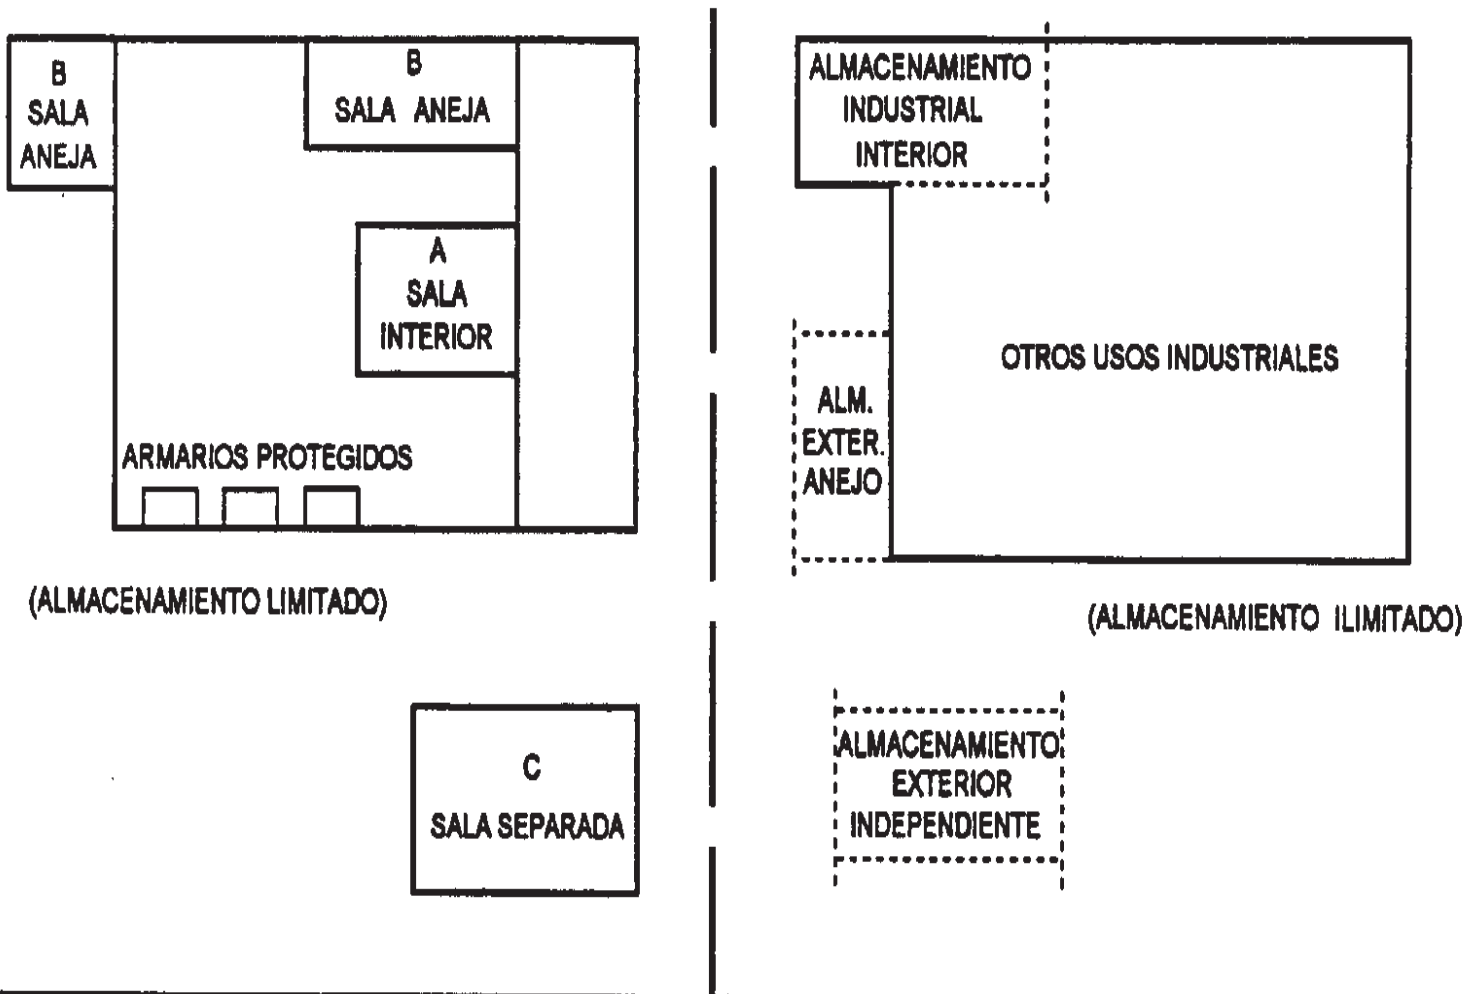 B
SALA
ANEJA
B
SALA ANEJA
A
SALA
INTERIOR
ARMARIOS PROTEGIDOS
(ALMACENAMIENTO LIMITADO)
C
SALA SEPARADA
ALMACENAMIENTO
INDUSTRIAL
INTERIOR
OTROS USOS INDUSTRIALES
ALM.
EXTER.
ANEJO
(ALMACENAMIENTO ILIMITADO)
ALMACENAMIENTO
EXTERIOR
INDEPENDIENTE